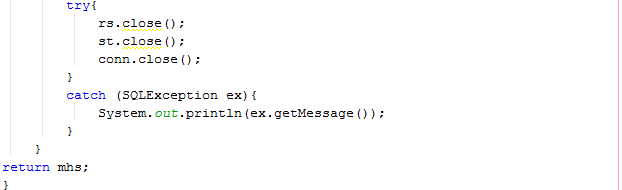 try{
rs.close();
st.close();
conn.close();
}
catch (SQLException ex){
System.out.println(ex.getMessage());
}
}
return mhs;
}